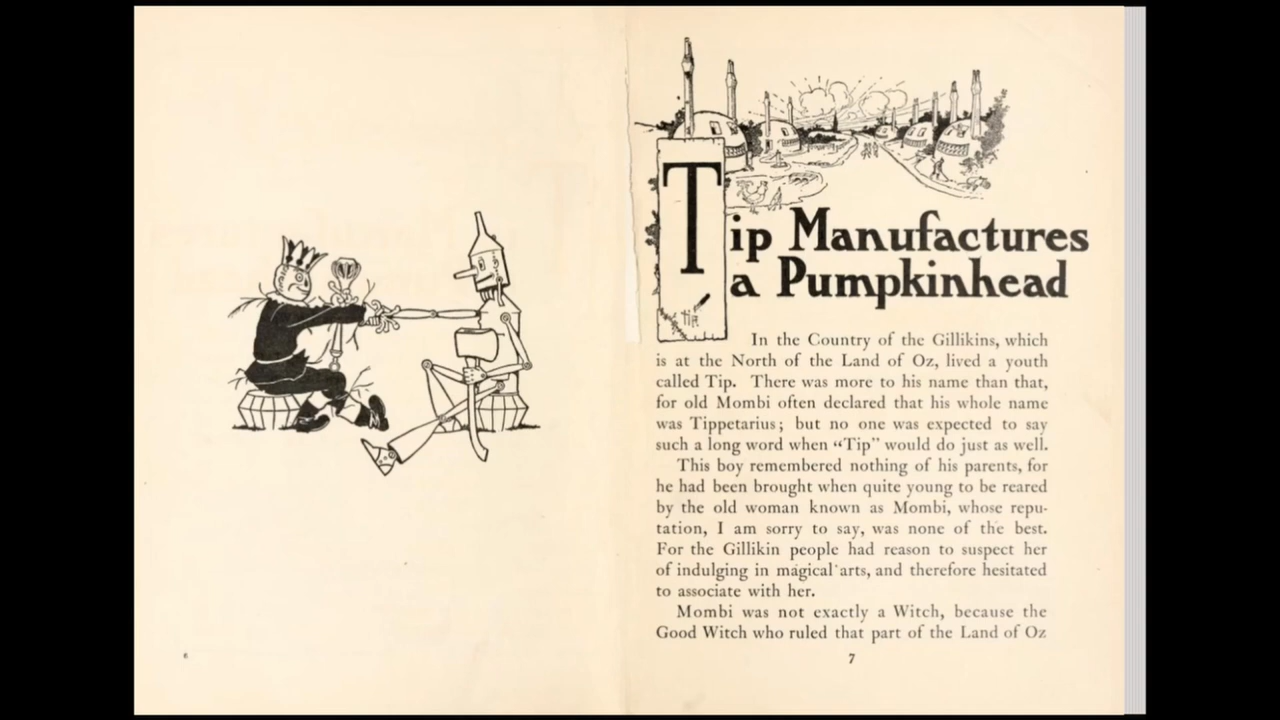 Tip Manufactures
a Pumpkinhead
In the Country of the Gillikins, which
is at the North of the Land of Oz, lived a youth
called Tip. There was more to his name than that,
for old Mombi often declared that his whole name
was Tippetarius; but no one was expected to say
such a long word when “Tip” would do just as well.
This boy remembered nothing of his parents, for
he had been brought when quite young to be reared
by the old woman known as Mombi, whose repu-
tation, I am sorry to say, was none of the best.
For the Gillikin people had reason to suspect her
of indulging in magical arts, and therefore hesitated
to associate with her.
Mombi was not exactly a Witch, because the
Good Witch who ruled that part of the Land of Oz
7